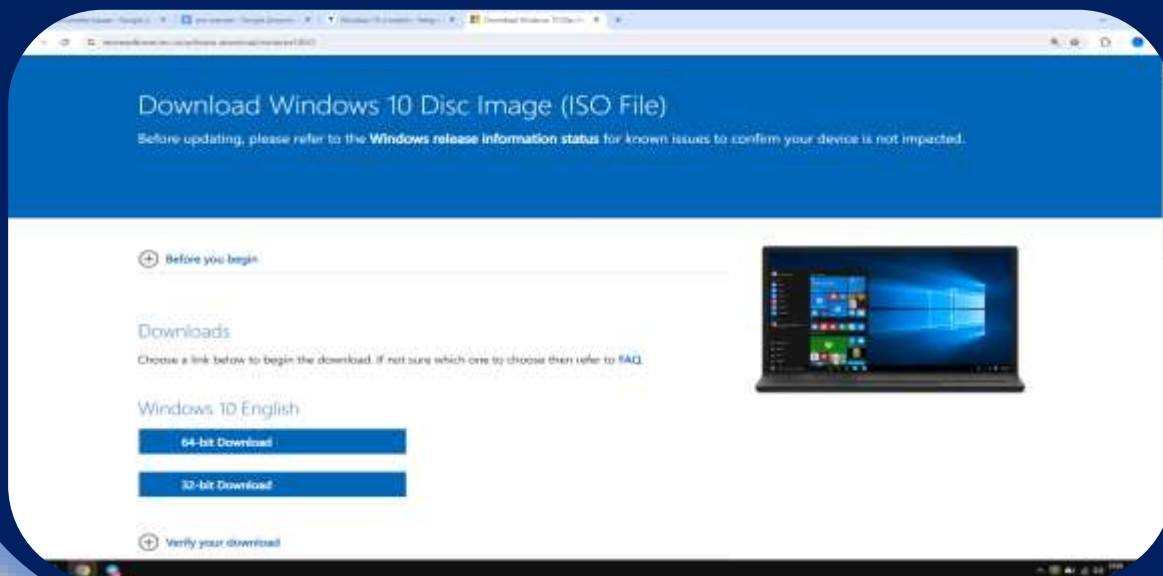 Download Windows 10 Disc Image (ISO File)
Before updating, please refer to the Windows release information status for known issues to confirm your device is not impacted.
Before you begin
Downloads
Choose a link below to begin the download. If not sure which one to choose then refer to FAQ.
Windows 10 English
64-bit Download
32-bit Download
Verify your download